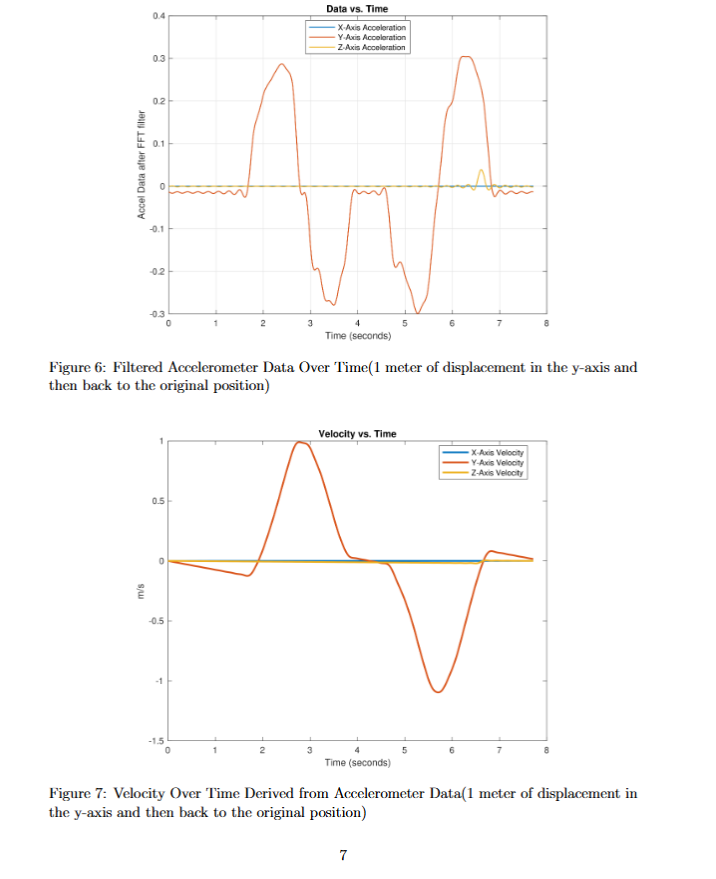 Data vs. Time
0.4
0.3
0.2
0.1
0
-0.1
-0.2
-0.3
Accel Data after FFT filter
X-Axis Acceleration
Y-Axis Acceleration
Z-Axis Acceleration
0 1 2 3 4 5 6 7 8
Time (seconds)
Figure 6: Filtered Accelerometer Data Over Time(1 meter of displacement in the y-axis and
then back to the original position)
Velocity vs. Time
1
0.5
0
-0.5
-1
-1.5
m/s
X-Axis Velocity
Y-Axis Velocity
Z-Axis Velocity
0 1 2 3 4 5 6 7 8
Time (seconds)
Figure 7: Velocity Over Time Derived from Accelerometer Data(1 meter of displacement in
the y-axis and then back to the original position)
7